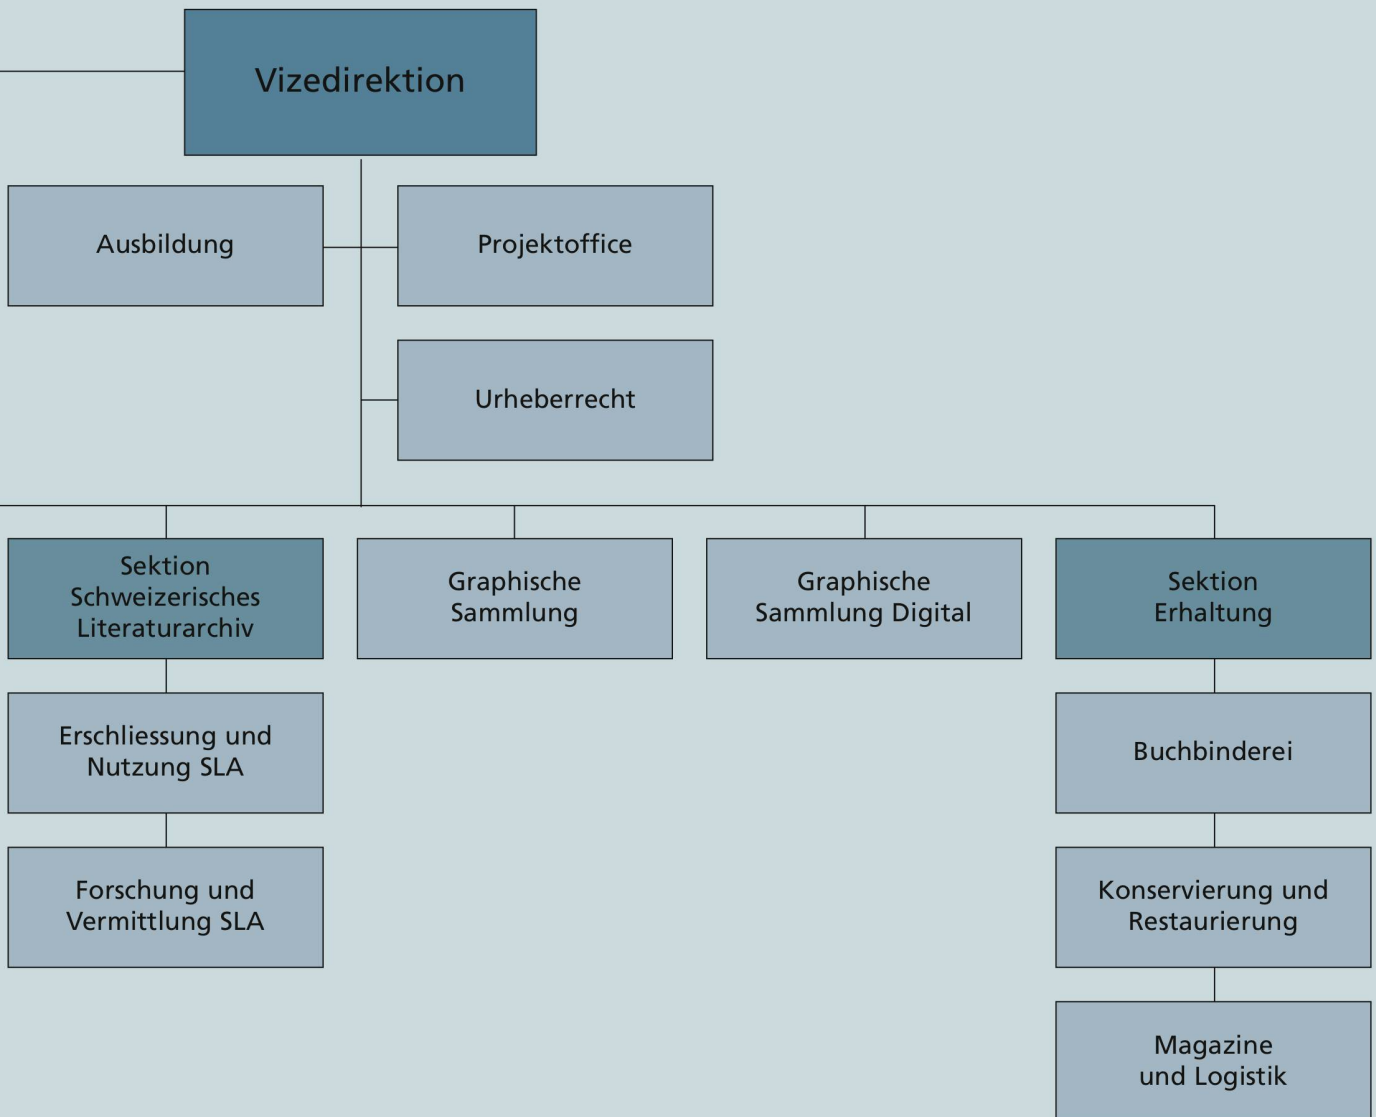 Vizedirektion
Ausbildung
Projektoffice
Urheberrecht
Sektion
Schweizerisches
Literaturarchiv
Graphische
Sammlung
Graphische
Sammlung Digital
Sektion
Erhaltung
Erschliessung und
Nutzung SLA
Buchbinderei
Forschung und
Vermittlung SLA
Konservierung und
Restaurierung
Magazine
und Logistik